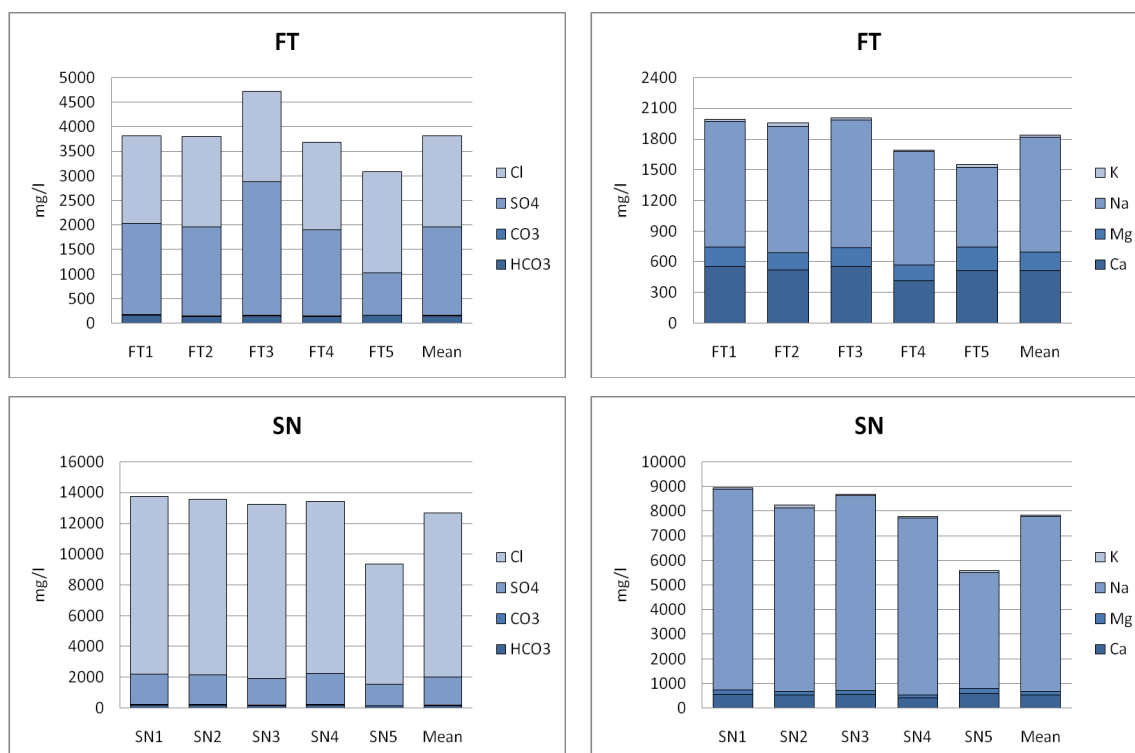 FT
5000
4500
4000
3500
3000
2500
2000
1500
1000
500
0
mg/l
FT1 FT2 FT3 FT4 FT5 Mean
Cl
SO4
CO3
HCO3
FT
2400
2100
1800
1500
1200
900
600
300
0
mg/l
FT1 FT2 FT3 FT4 FT5 Mean
K
Na
Mg
Ca
SN
16000
14000
12000
10000
8000
6000
4000
2000
0
mg/l
SN1 SN2 SN3 SN4 SN5 Mean
Cl
SO4
CO3
HCO3
SN
10000
9000
8000
7000
6000
5000
4000
3000
2000
1000
0
mg/l
SN1 SN2 SN3 SN4 SN5 Mean
K
Na
Mg
Ca